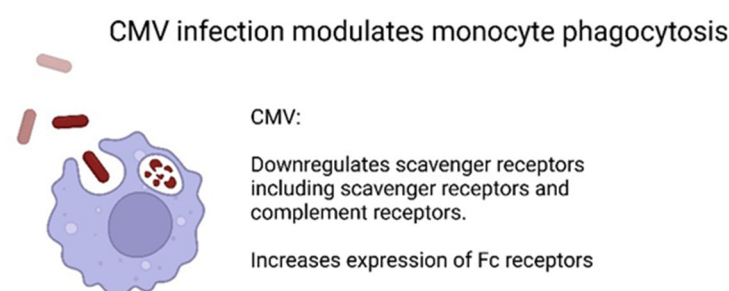 CMV infection modulates monocyte phagocytosis
CMV:
Downregulates scavenger receptors
including scavenger receptors and
complement receptors.
Increases expression of Fc receptors